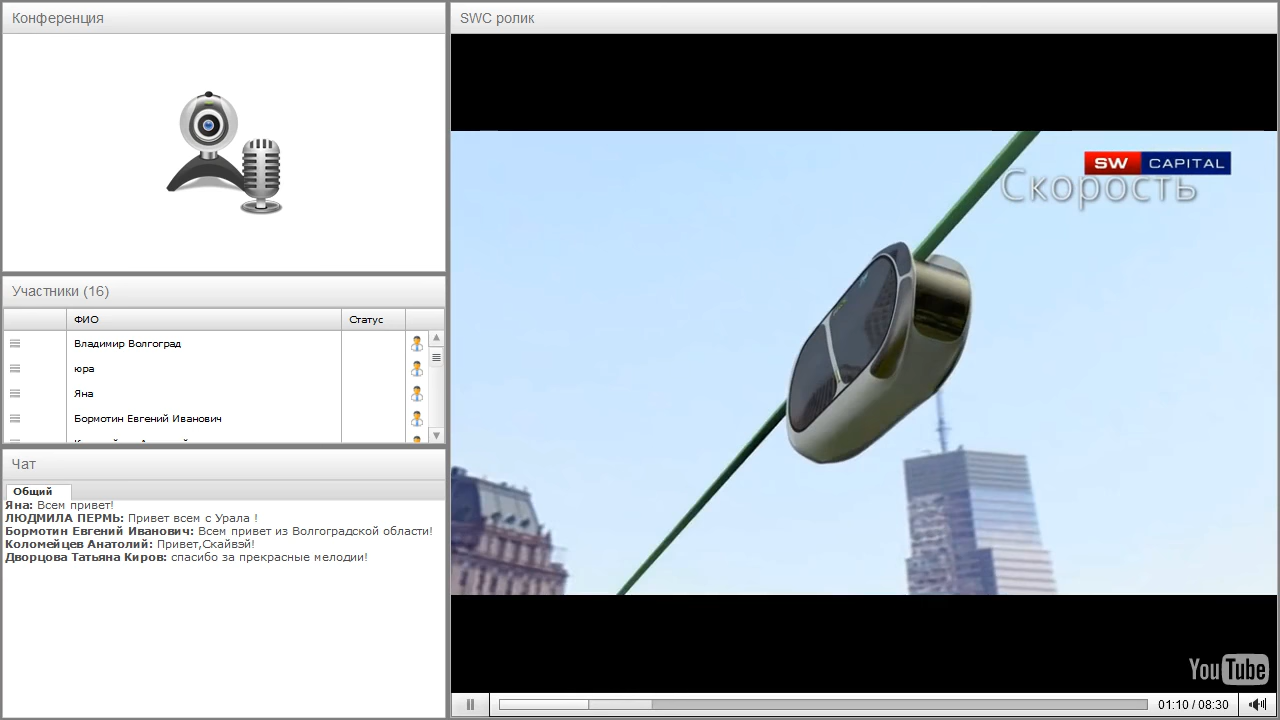 Конференция
SWC ролик
SW CAPITAL
Скорость
Участники (16)
ФИО
Статус
Владимир Волгоград
юра
Яна
Бормотин Евгений Иванович
Чат
Общий
Яна: Всем привет!
ЛЮДМИЛА ПЕРМЬ: Привет всем с Урала !
Бормотин Евгений Иванович: Всем привет из Волгоградской области!
Коломейцев Анатолий: Привет,Скайвэй!
Дворцова Татьяна Киров: спасибо за прекрасные мелодии!
YouTube
01:10 / 08:30